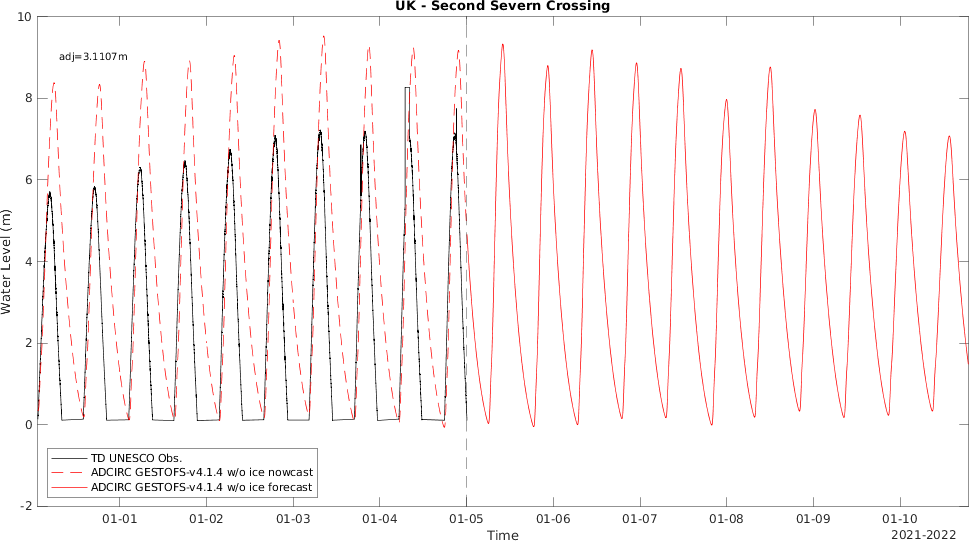 UK - Second Severn Crossing
adj=3.1107m
10
8
6
4
2
0
-2
Water Level (m)
TD UNESCO Obs.
ADCIRC GESTOFS-v4.1.4 w/o ice nowcast
ADCIRC GESTOFS-v4.1.4 w/o ice forecast
01-01 01-02 01-03 01-04 01-05 01-06 01-07 01-08 01-09 01-10
Time
2021-2022